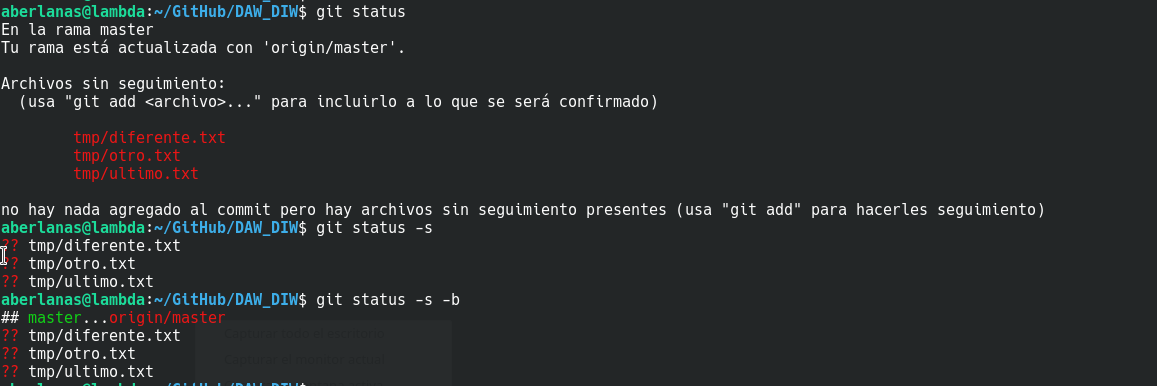 aberlanas@lambda:~/GitHub/DAW_DIW$ git status
En la rama master
Tu rama está actualizada con 'origin/master'.
Archivos sin seguimiento:
(usa "git add <archivo>..." para incluirlo a lo que se será confirmado)
tmp/diferente.txt
tmp/otro.txt
tmp/ultimo.txt
no hay nada agregado al commit pero hay archivos sin seguimiento presentes (usa "git add" para hacerles seguimiento)
aberlanas@lambda:~/GitHub/DAW_DIW$ git status -s
?? tmp/diferente.txt
?? tmp/otro.txt
?? tmp/ultimo.txt
aberlanas@lambda:~/GitHub/DAW_DIW$ git status -s -b
## master...origin/master
?? tmp/diferente.txt
?? tmp/otro.txt
?? tmp/ultimo.txt